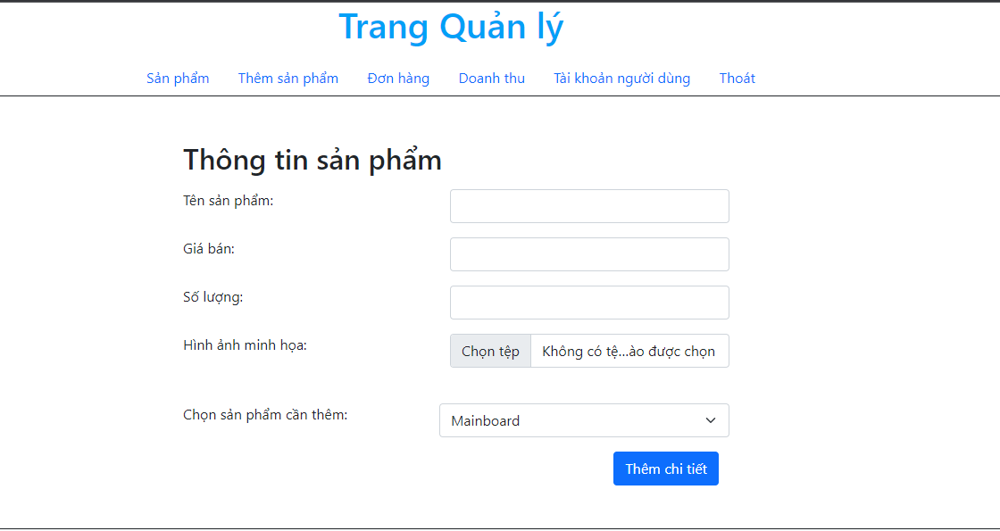 Trang Quản lý
Sản phẩm Thêm sản phẩm Đơn hàng Doanh thu Tài khoản người dùng Thoát
Thông tin sản phẩm
Tên sản phẩm:
Giá bán:
Số lượng:
Hình ảnh minh họa: Chọn tệp Không có tệ...ào được chọn
Chọn sản phẩm cần thêm: Mainboard
Thêm chi tiết